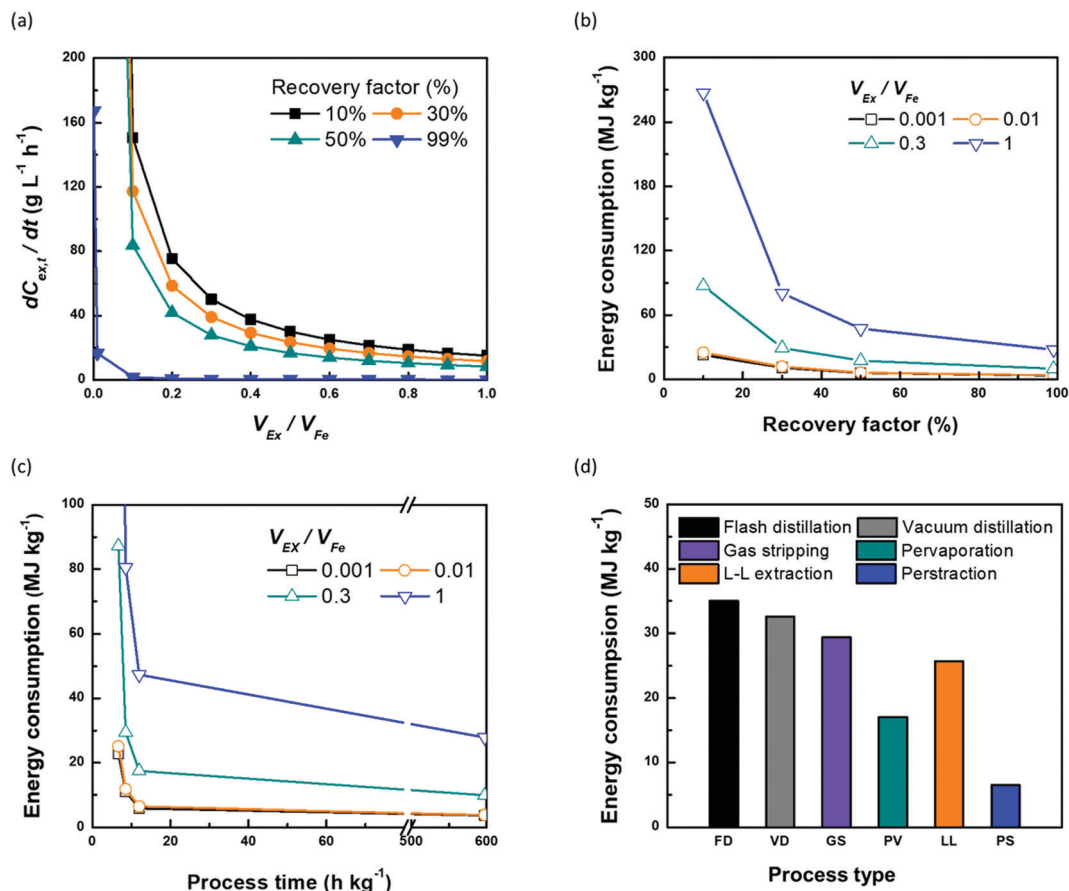 (a)
200
160
120
80
40
0
dC_ex,t / dt (g L⁻¹ h⁻¹)
Recovery factor (%)
10% 30%
50% 99%
0.0 0.2 0.4 0.6 0.8 1.0
V_Ex / V_Fe
(b)
300
240
180
120
60
0
Energy consumption (MJ kg⁻¹)
V_Ex / V_Fe
0.001 0.01
0.3 1
0 20 40 60 80 100
Recovery factor (%)
(c)
100
80
60
40
20
0
Energy consumption (MJ kg⁻¹)
V_EX / V_Fe
0.001 0.01
0.3 1
0 20 40 60 500 600
Process time (h kg⁻¹)
(d)
50
40
30
20
10
0
Energy consumpsion (MJ kg⁻¹)
Flash distillation Vacuum distillation
Gas stripping Pervaporation
L-L extraction Perstraction
FD VD GS PV LL PS
Process type